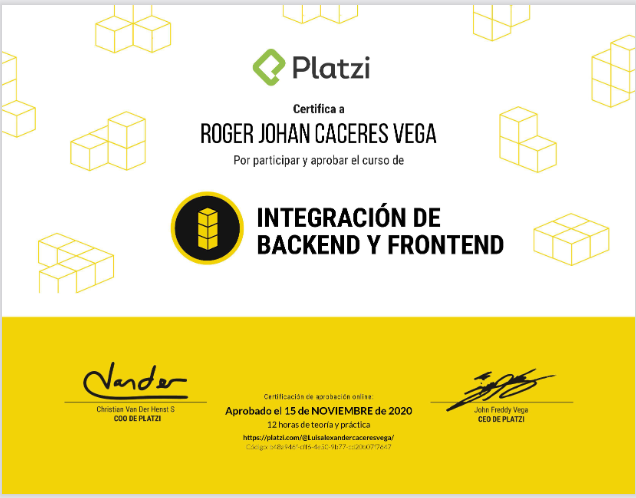 Platzi
Certifica a
ROGER JOHAN CACERES VEGA
Por participar y aprobar el curso de
INTEGRACIÓN DE
BACKEND Y FRONTEND
Christian Van Der Henst S
COO DE PLATZI
Certificación de aprobación online:
Aprobado el 15 de NOVIEMBRE de 2020
12 horas de teoría y práctica
https://platzi.com/@Luisalexandercaceresvega/
Código:
John Freddy Vega
CEO DE PLATZI